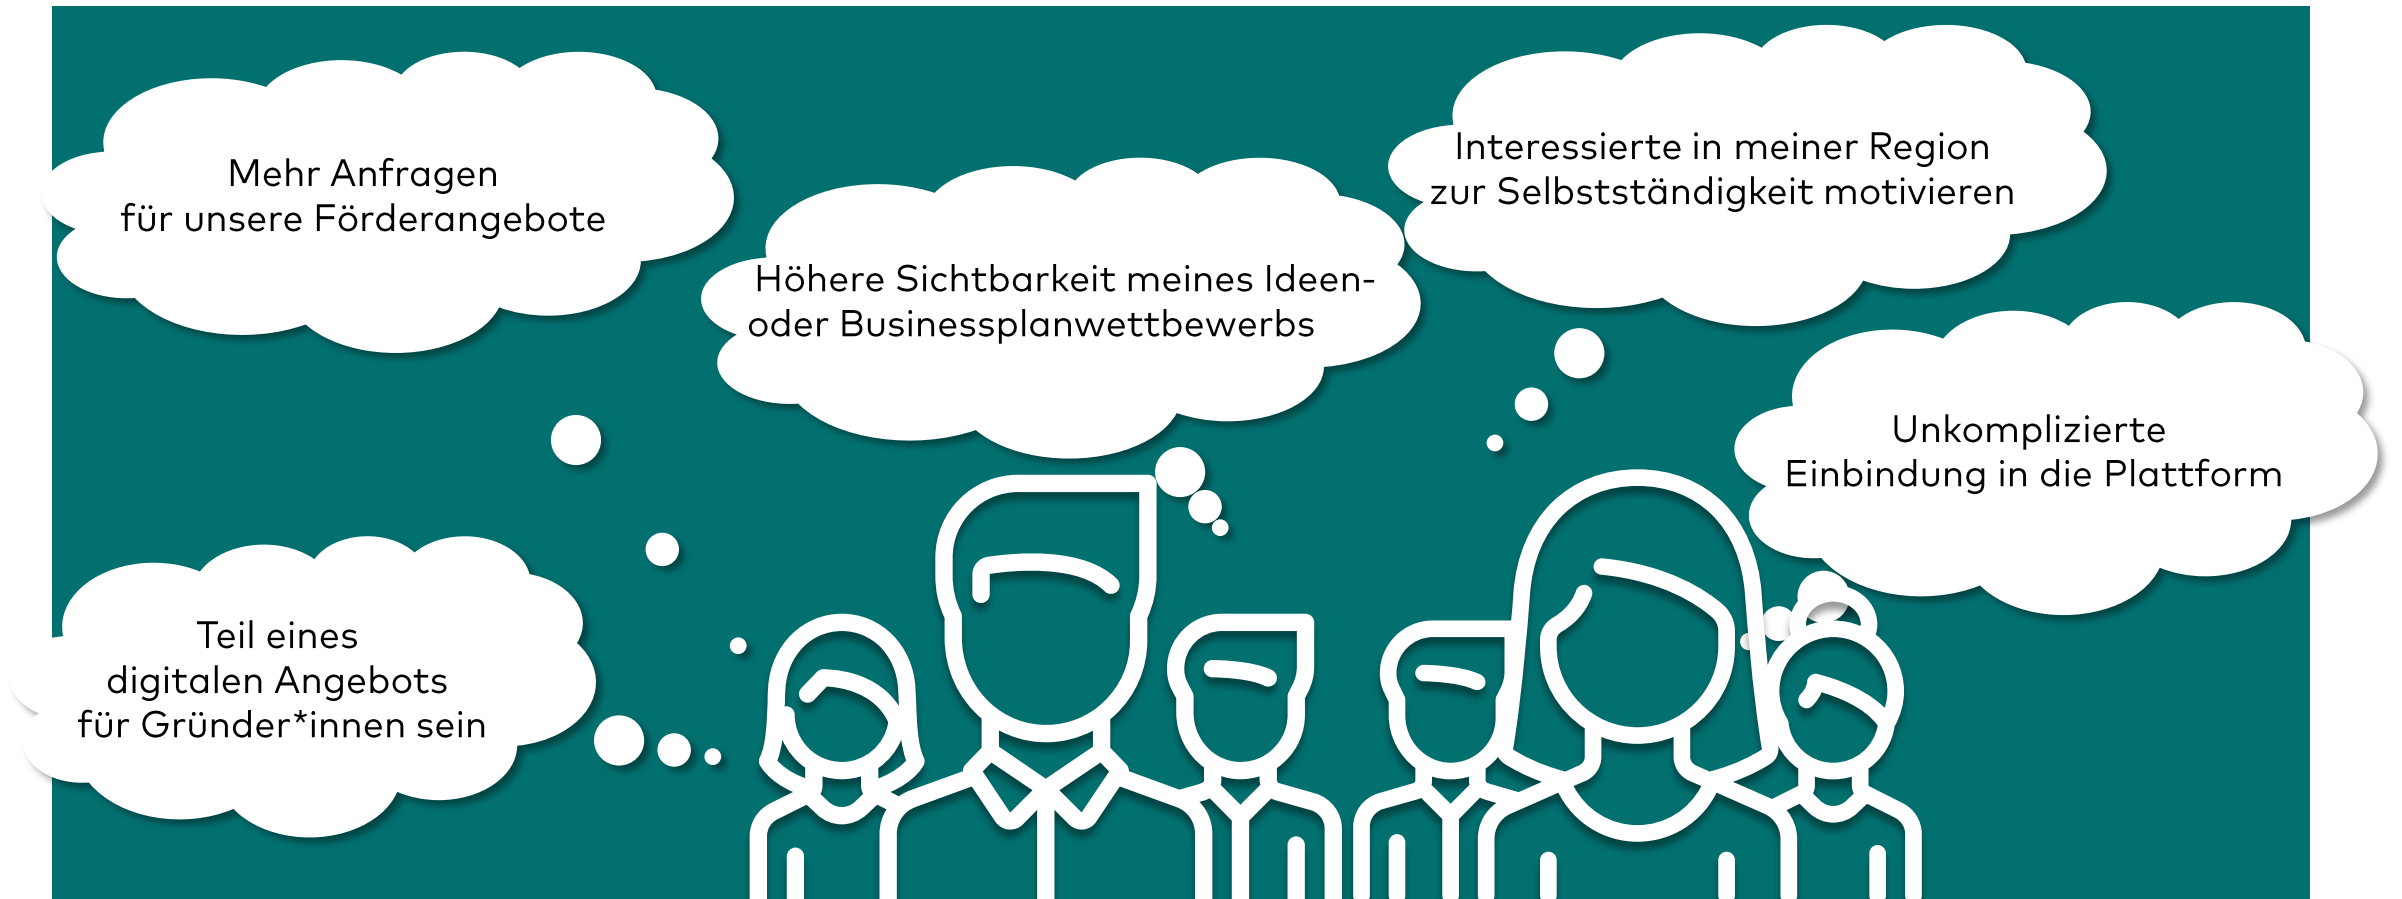 Mehr Anfragen
für unsere Förderangebote
Höhere Sichtbarkeit meines Ideen-
oder Businessplanwettbewerbs
Interessierte in meiner Region
zur Selbstständigkeit motivieren
Unkomplizierte
Einbindung in die Plattform
Teil eines
digitalen Angebots
für Gründer*innen sein